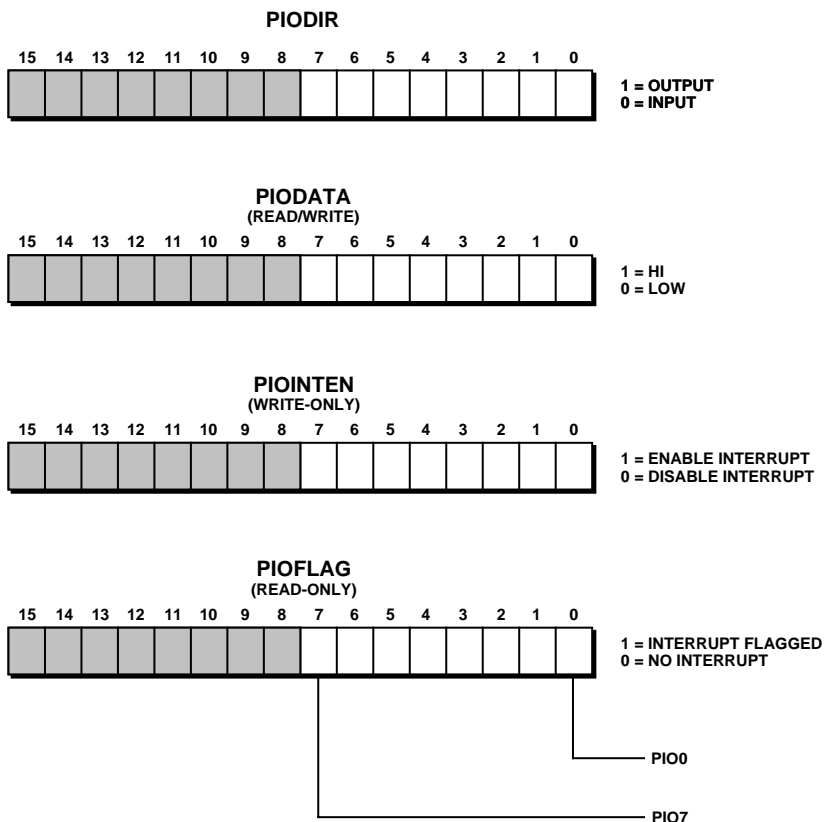 PIODIR
15 14 13 12 11 10 9 8 7 6 5 4 3 2 1 0
1 = OUTPUT
0 = INPUT
PIODATA
(READ/WRITE)
15 14 13 12 11 10 9 8 7 6 5 4 3 2 1 0
1 = HI
0 = LOW
PIOINTEN
(WRITE-ONLY)
15 14 13 12 11 10 9 8 7 6 5 4 3 2 1 0
1 = ENABLE INTERRUPT
0 = DISABLE INTERRUPT
PIOFLAG
(READ-ONLY)
15 14 13 12 11 10 9 8 7 6 5 4 3 2 1 0
1 = INTERRUPT FLAGGED
0 = NO INTERRUPT
PIO0
PIO7